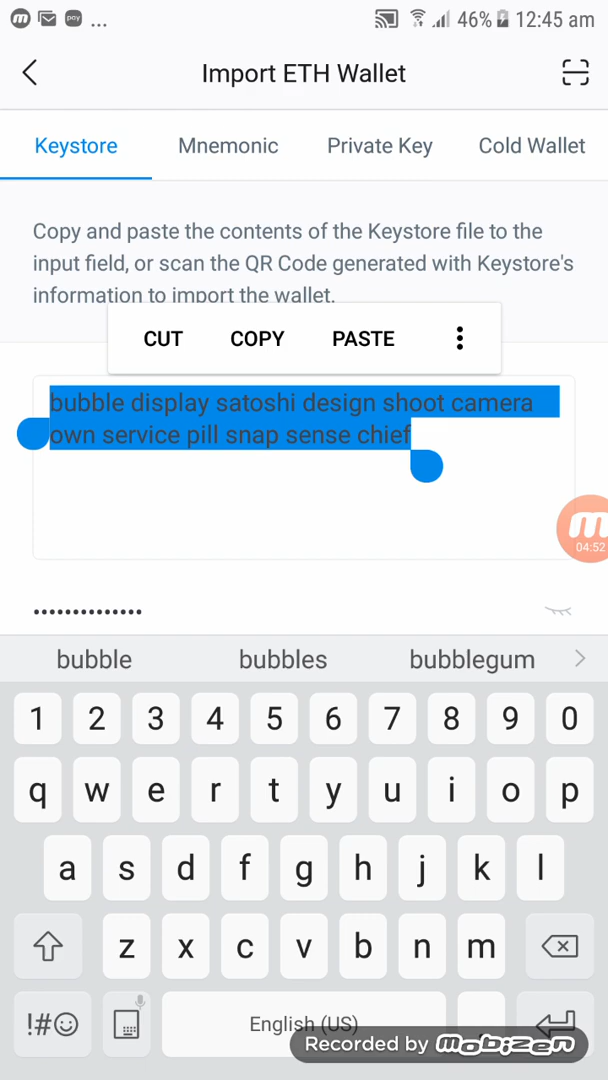 pay ... 46% 12:45 am
Import ETH Wallet
Keystore Mnemonic Private Key Cold Wallet
Copy and paste the contents of the Keystore file to the
input field, or scan the QR Code generated with Keystore's
information to import the wallet.
CUT COPY PASTE
bubble display satoshi design shoot camera
own service pill snap sense chief
04:52
••••••••••••••
bubble bubbles bubblegum
1 2 3 4 5 6 7 8 9 0
q w e r t y u i o p
a s d f g h j k l
z x c v b n m
!#☺ English (US) .
Recorded by mobizen